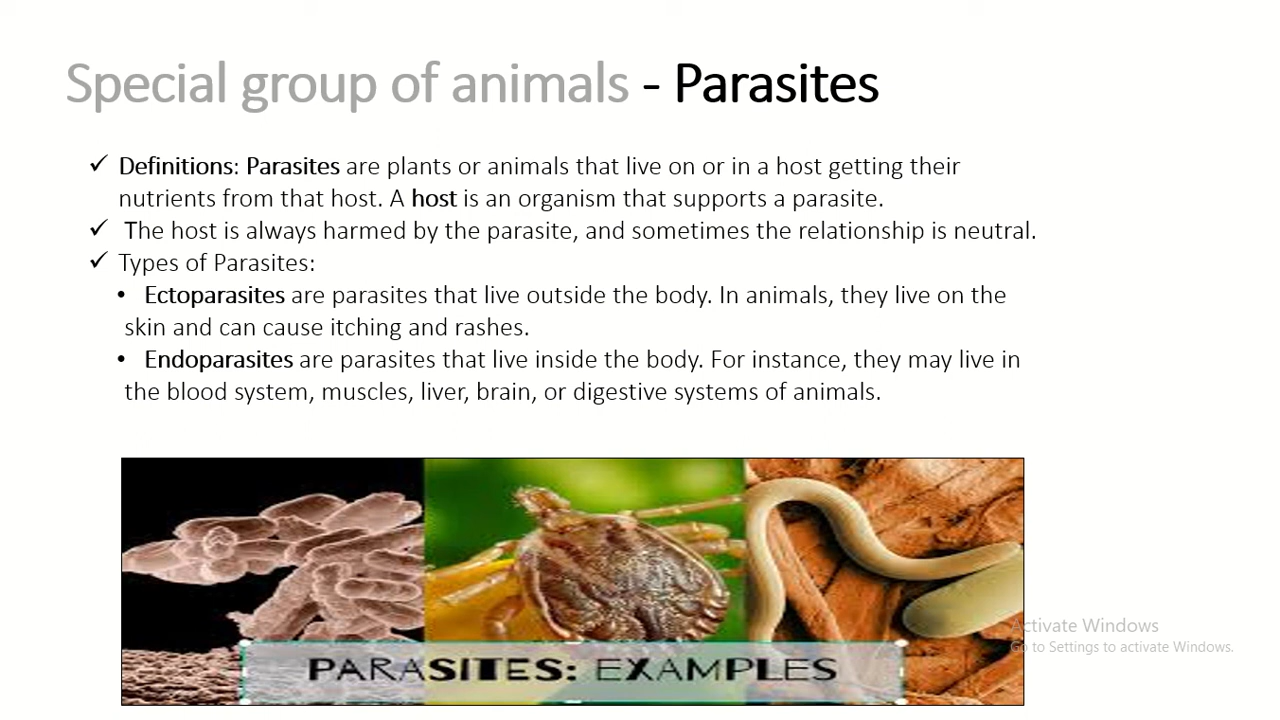 Special group of animals - Parasites
✓ Definitions: Parasites are plants or animals that live on or in a host getting their
nutrients from that host. A host is an organism that supports a parasite.
✓ The host is always harmed by the parasite, and sometimes the relationship is neutral.
✓ Types of Parasites:
• Ectoparasites are parasites that live outside the body. In animals, they live on the
skin and can cause itching and rashes.
• Endoparasites are parasites that live inside the body. For instance, they may live in
the blood system, muscles, liver, brain, or digestive systems of animals.
PARASITES: EXAMPLES
Activate Windows
Go to Settings to activate Windows.